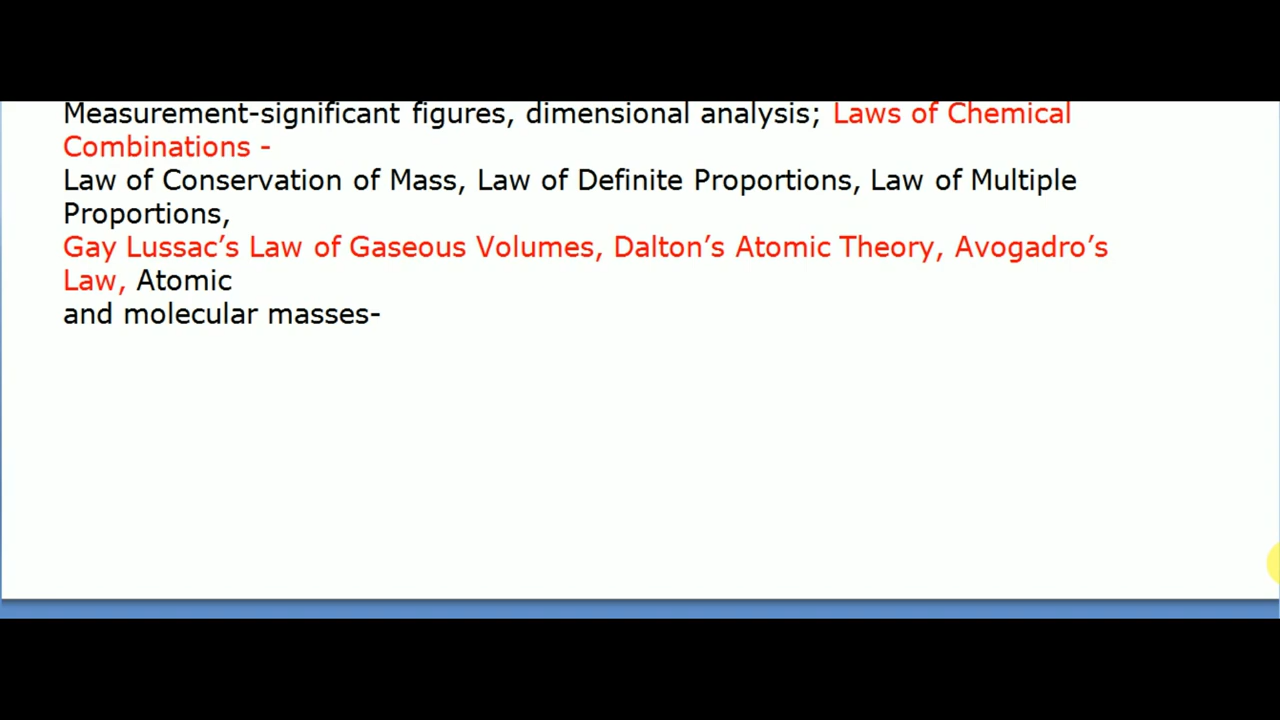 Measurement-significant figures, dimensional analysis; Laws of Chemical
Combinations -
Law of Conservation of Mass, Law of Definite Proportions, Law of Multiple
Proportions,
Gay Lussac’s Law of Gaseous Volumes, Dalton’s Atomic Theory, Avogadro’s
Law, Atomic
and molecular masses-